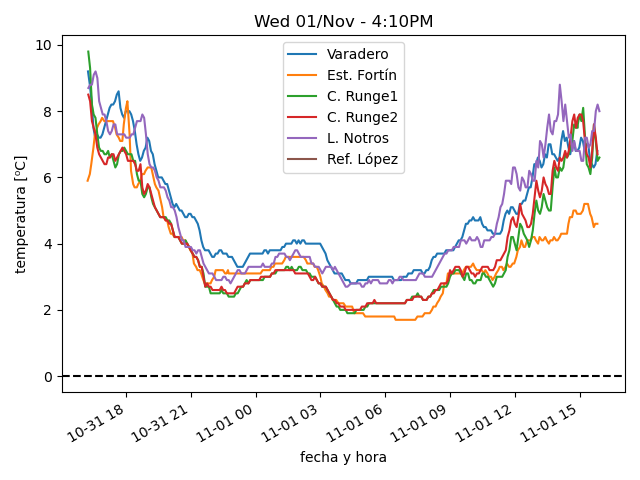 Wed 01/Nov - 4:10PM
Varadero
Est. Fortín
C. Runge1
C. Runge2
L. Notros
Ref. López
temperatura [ºC]
10
8
6
4
2
0
10-31 18
10-31 21
11-01 00
11-01 03
11-01 06
11-01 09
11-01 12
11-01 15
fecha y hora